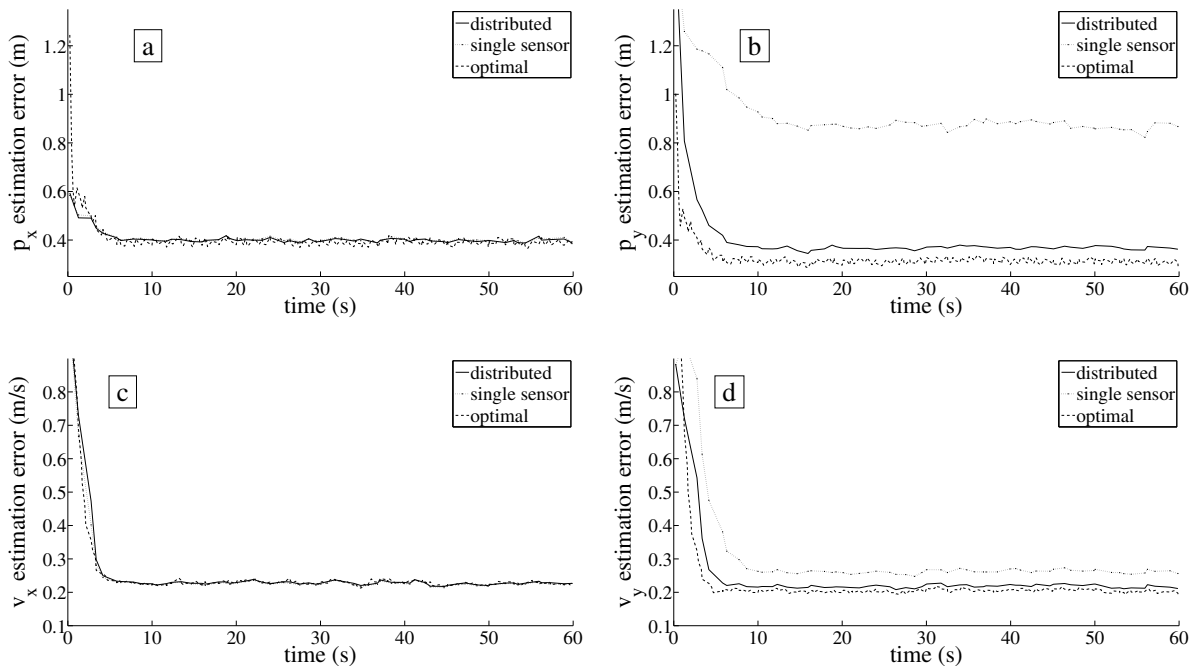 a
distributed
single sensor
optimal
1.2
1
0.8
0.6
0.4
p_x estimation error (m)
0 10 20 30 40 50 60
time (s)
b
distributed
single sensor
optimal
1.2
1
0.8
0.6
0.4
p_y estimation error (m)
0 10 20 30 40 50 60
time (s)
c
distributed
single sensor
optimal
0.8
0.7
0.6
0.5
0.4
0.3
0.2
0.1
v_x estimation error (m/s)
0 10 20 30 40 50 60
time (s)
d
distributed
single sensor
optimal
0.8
0.7
0.6
0.5
0.4
0.3
0.2
0.1
v_y estimation error (m/s)
0 10 20 30 40 50 60
time (s)